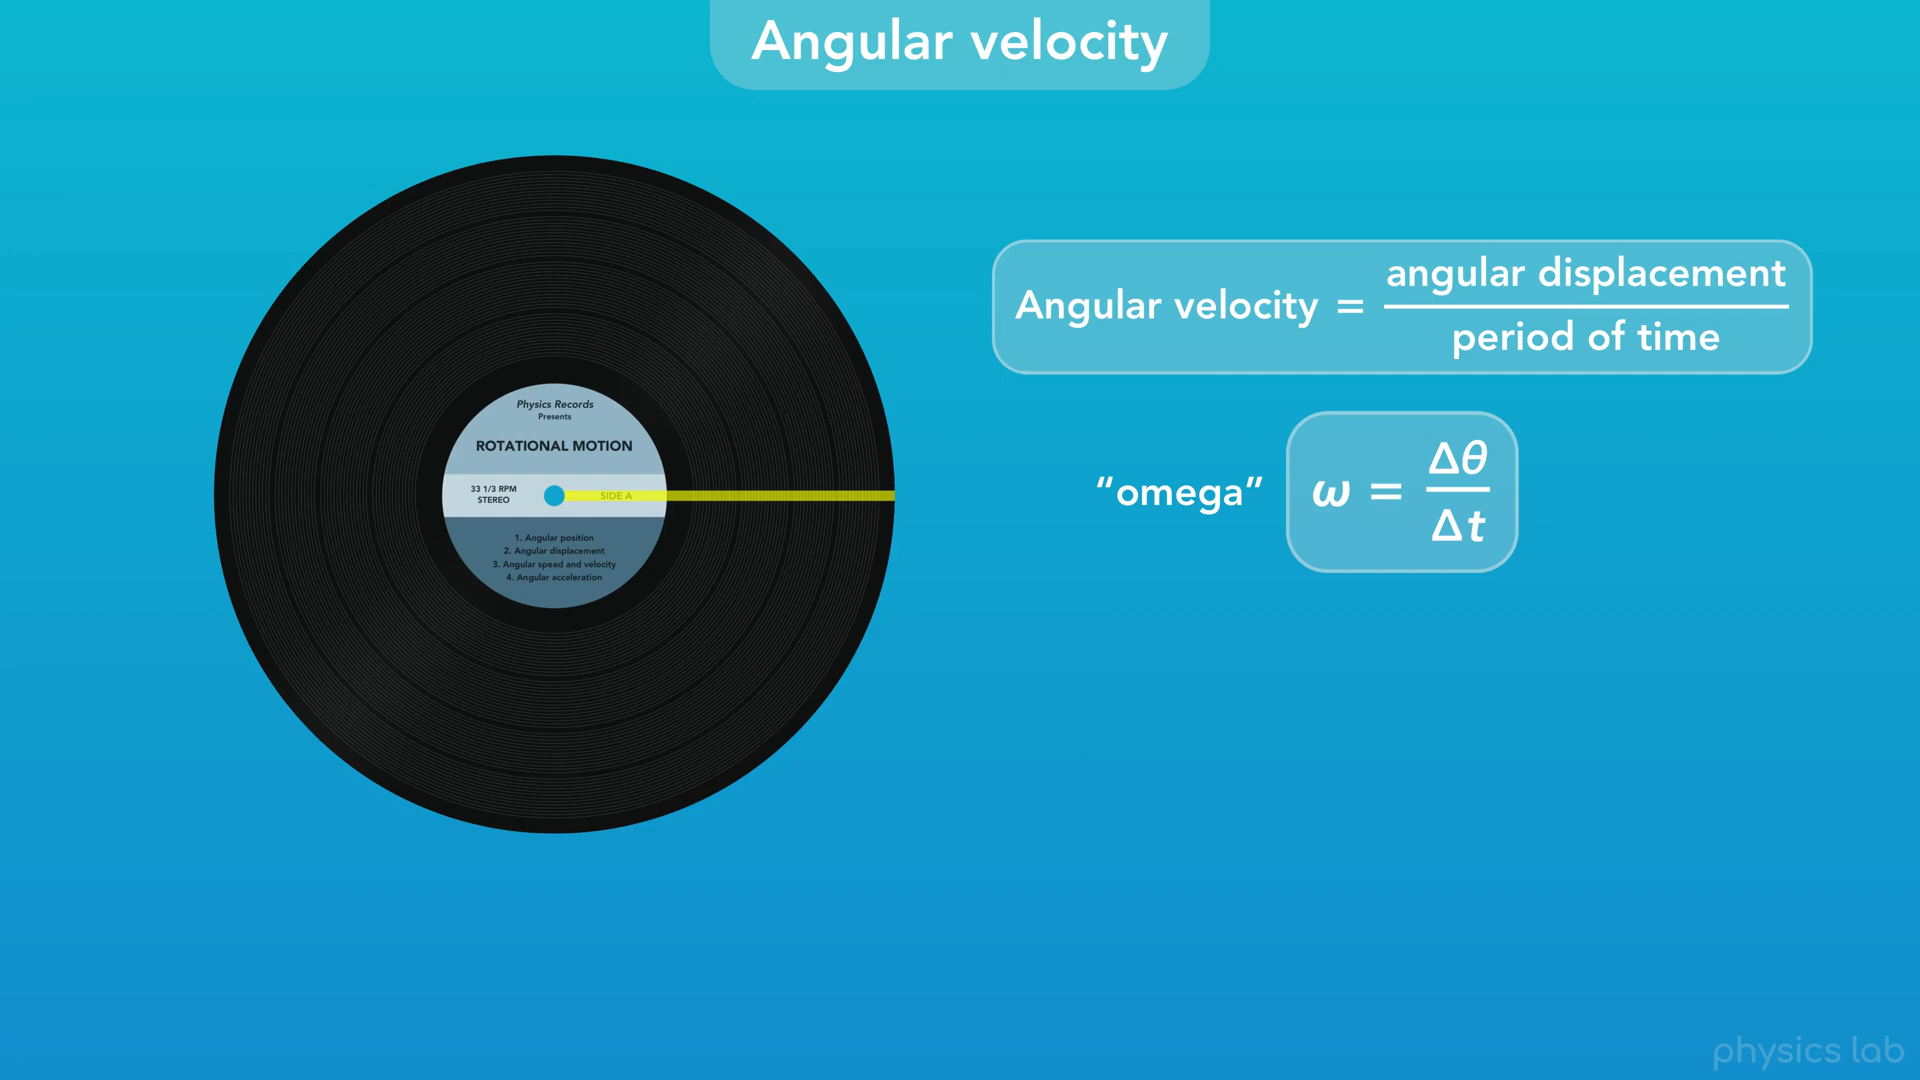 Angular velocity
Physics Records
Presents
ROTATIONAL MOTION
33 1/3 RPM
STEREO
SIDE A
1. Angular position
2. Angular displacement
3. Angular speed and velocity
4. Angular acceleration
Angular velocity = angular displacement / period of time
“omega” ω = Δθ / Δt
physics lab